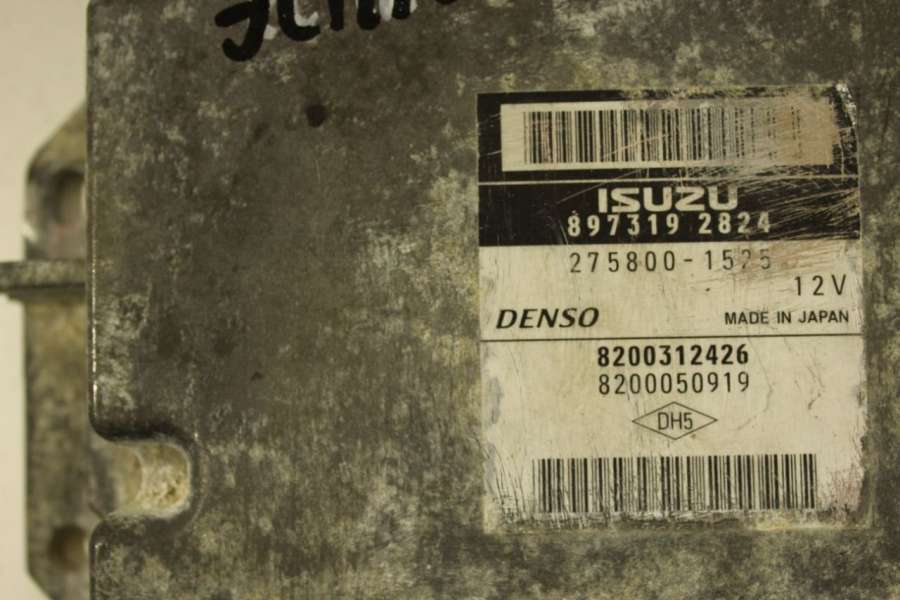 ISUZU
897319 2824
275800-1525
12V
DENSO MADE IN JAPAN
8200312426
8200050919
DH5